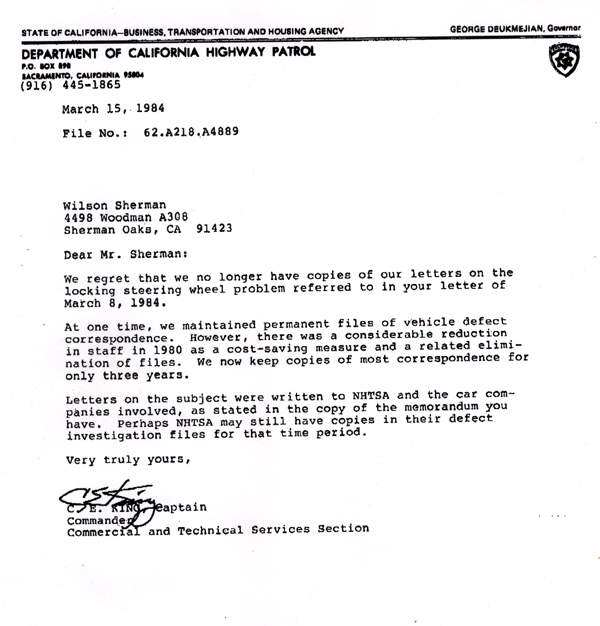 STATE OF CALIFORNIA—BUSINESS, TRANSPORTATION AND HOUSING AGENCY
GEORGE DEUKMEJIAN, Governor
DEPARTMENT OF CALIFORNIA HIGHWAY PATROL
P.O. BOX 898
SACRAMENTO, CALIFORNIA 95804
(916) 445-1865
March 15, 1984
File No.: 62.A218.A4889
Wilson Sherman
4498 Woodman A308
Sherman Oaks, CA 91423
Dear Mr. Sherman:
We regret that we no longer have copies of our letters on the
locking steering wheel problem referred to in your letter of
March 8, 1984.
At one time, we maintained permanent files of vehicle defect
correspondence. However, there was a considerable reduction
in staff in 1980 as a cost-saving measure and a related elimi-
nation of files. We now keep copies of most correspondence for
only three years.
Letters on the subject were written to NHTSA and the car com-
panies involved, as stated in the copy of the memorandum you
have. Perhaps NHTSA may still have copies in their defect
investigation files for that time period.
Very truly yours,
C. E. KING, Captain
Commander
Commercial and Technical Services Section